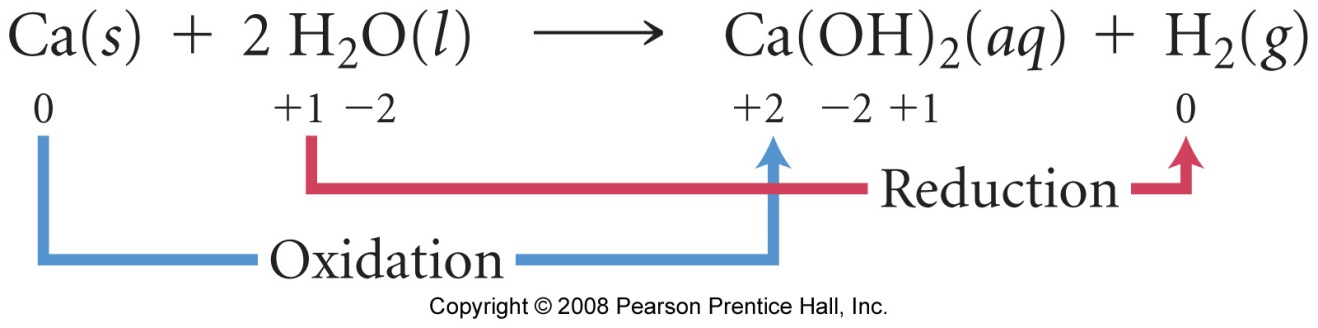 Ca(s) + 2 H₂O(l) ⟶ Ca(OH)₂(aq) + H₂(g)
0 +1 −2 +2 −2 +1 0
Reduction
Oxidation
Copyright © 2008 Pearson Prentice Hall, Inc.